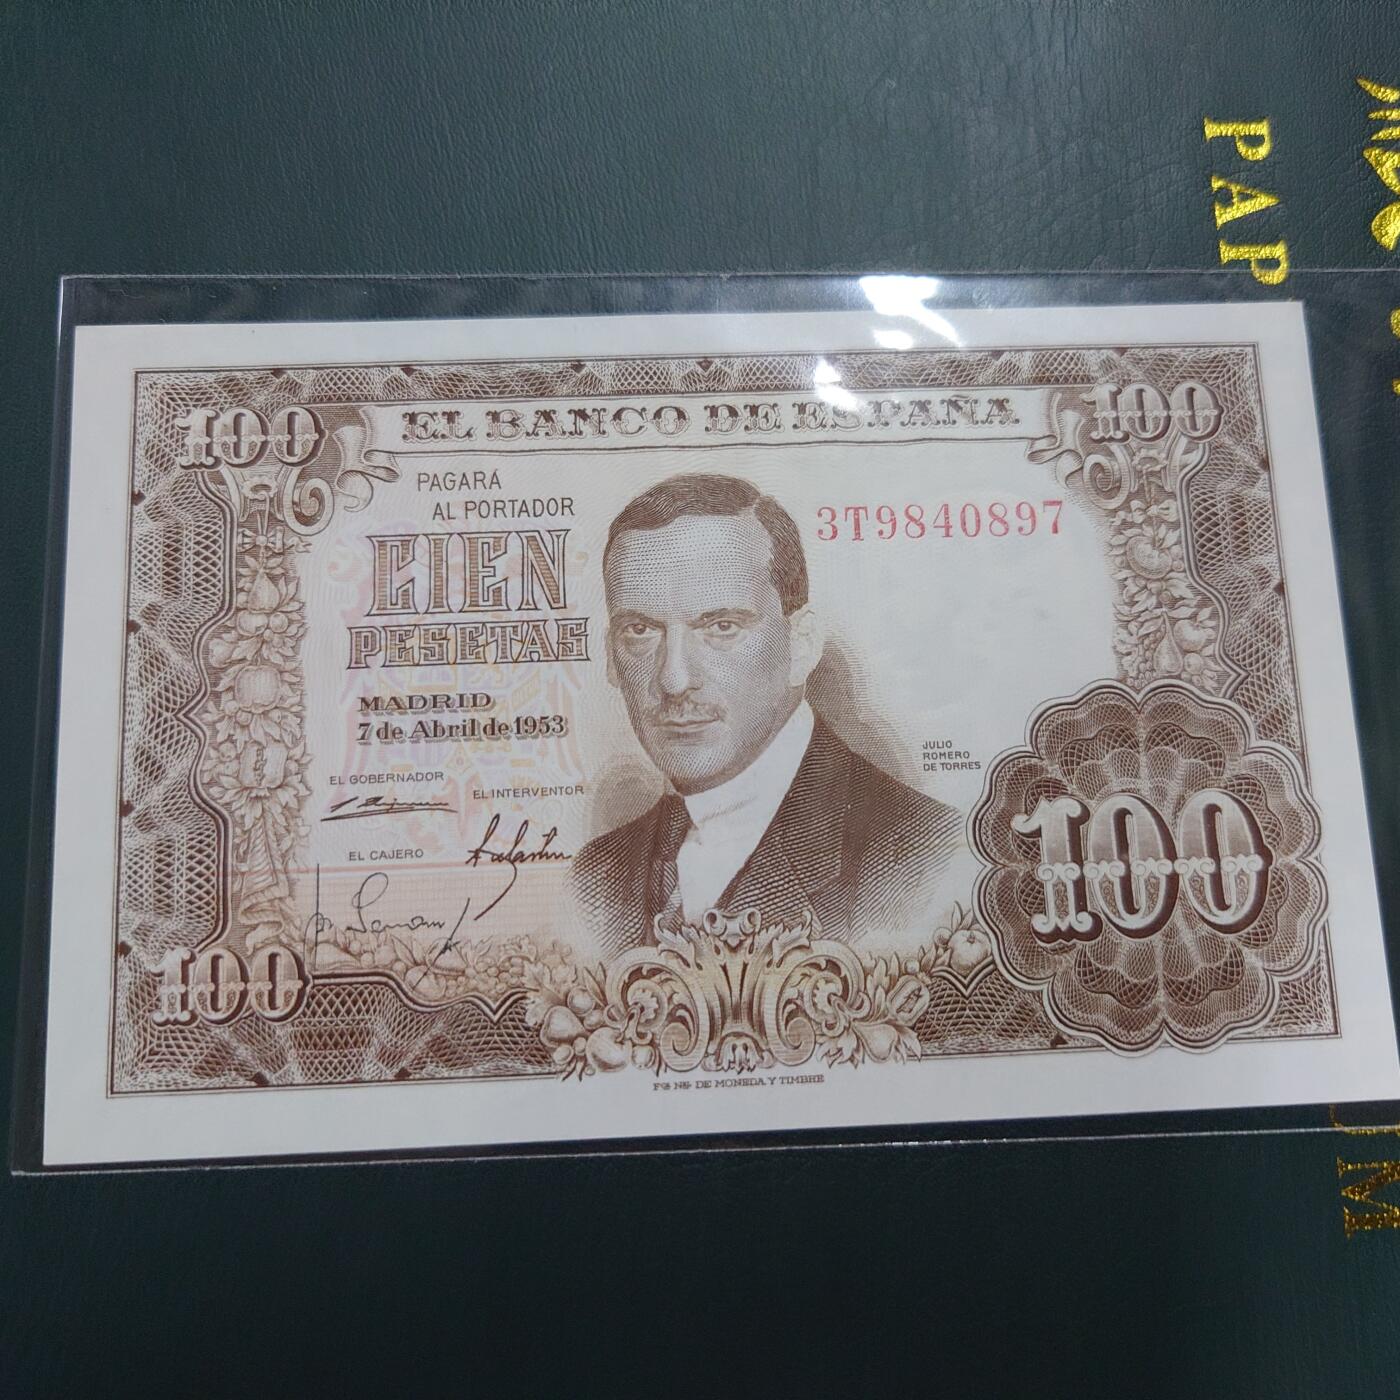 PAP
100
EL BANCO DE ESPAÑA
100
PAGARÁ
AL PORTADOR
CIEN
PESETAS
3T9840897
MADRID
7 de Abril de 1953
JULIO
ROMERO
DE TORRES
EL GOBERNADOR
EL INTERVENTOR
EL CAJERO
100
100
Fca Nal DE MONEDA Y TIMBRE
UM